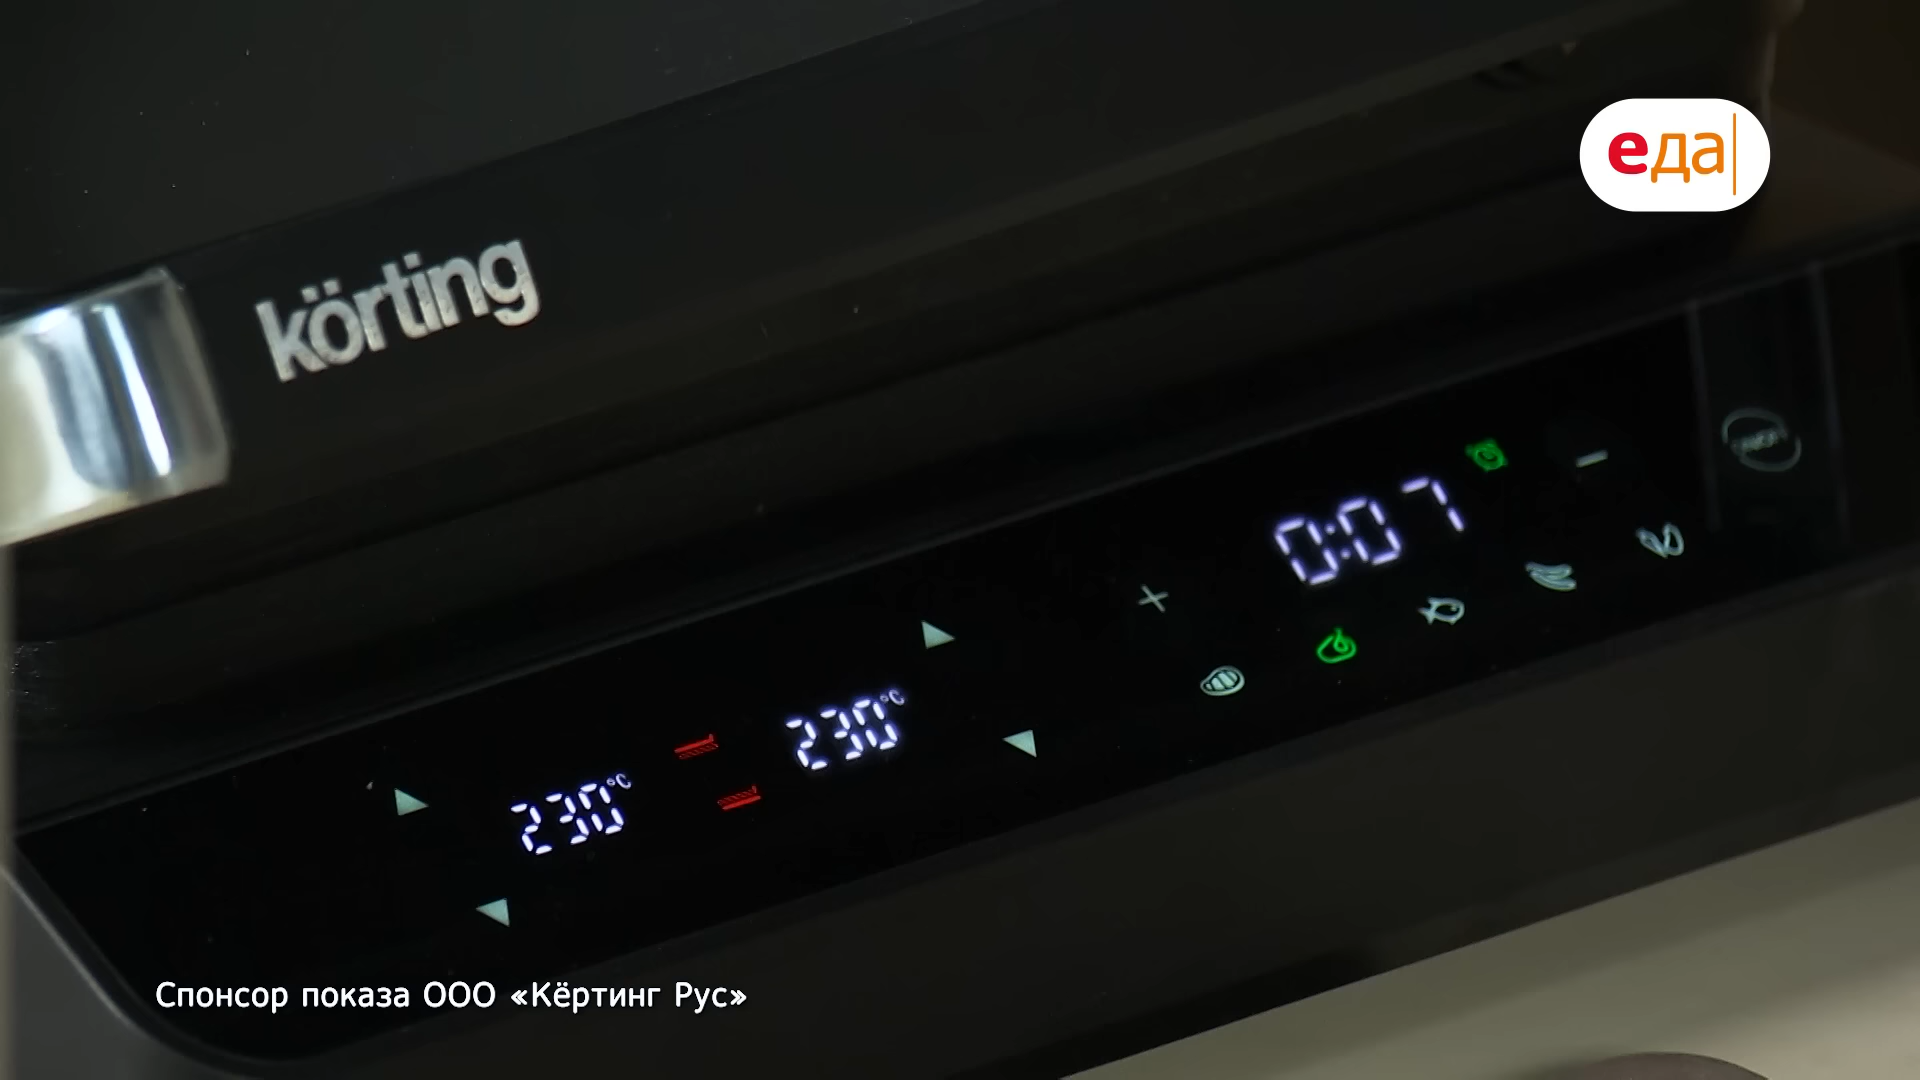 еда
körting
0:07
230°C
230°C
Спонсор показа ООО «Кёртинг Рус»